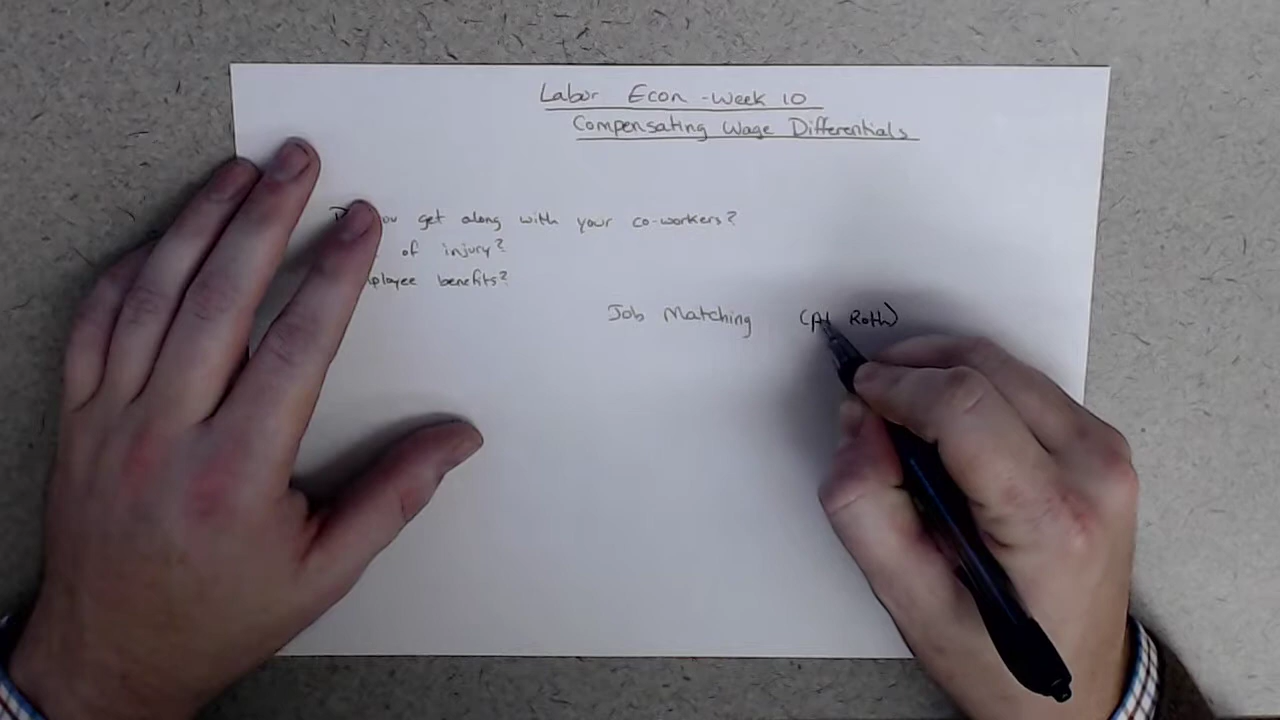 Labor Econ - Week 10
Compensating Wage Differentials
get along with your co-workers?
of injury?
benefits?
Job Matching (Al Roth)